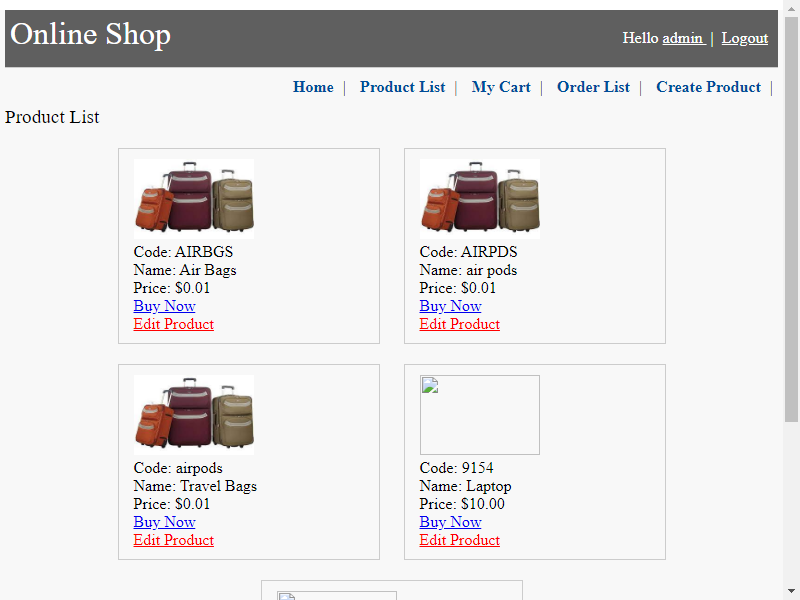 Online Shop
Hello admin | Logout
Home | Product List | My Cart | Order List | Create Product |
Product List
Code: AIRBGS
Name: Air Bags
Price: $0.01
Buy Now
Edit Product
Code: AIRPDS
Name: air pods
Price: $0.01
Buy Now
Edit Product
Code: airpods
Name: Travel Bags
Price: $0.01
Buy Now
Edit Product
Code: 9154
Name: Laptop
Price: $10.00
Buy Now
Edit Product